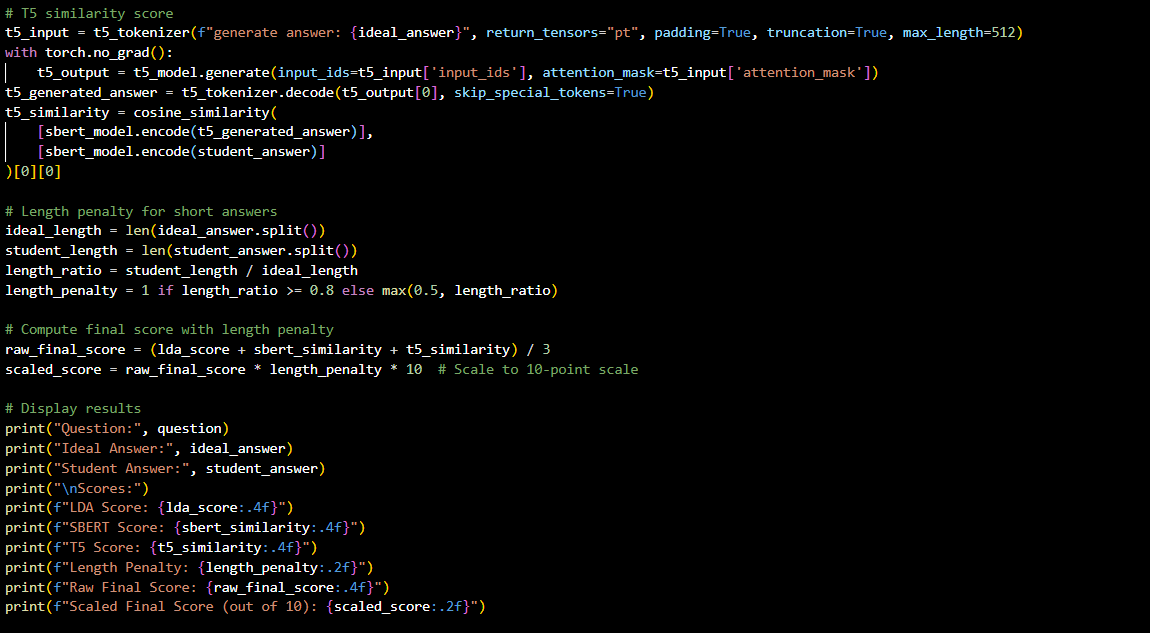 # T5 similarity score
t5_input = t5_tokenizer(f"generate answer: {ideal_answer}", return_tensors="pt", padding=True, truncation=True, max_length=512)
with torch.no_grad():
    t5_output = t5_model.generate(input_ids=t5_input['input_ids'], attention_mask=t5_input['attention_mask'])
t5_generated_answer = t5_tokenizer.decode(t5_output[0], skip_special_tokens=True)
t5_similarity = cosine_similarity(
    [sbert_model.encode(t5_generated_answer)],
    [sbert_model.encode(student_answer)]
)[0][0]

# Length penalty for short answers
ideal_length = len(ideal_answer.split())
student_length = len(student_answer.split())
length_ratio = student_length / ideal_length
length_penalty = 1 if length_ratio >= 0.8 else max(0.5, length_ratio)

# Compute final score with length penalty
raw_final_score = (lda_score + sbert_similarity + t5_similarity) / 3
scaled_score = raw_final_score * length_penalty * 10  # Scale to 10-point scale

# Display results
print("Question:", question)
print("Ideal Answer:", ideal_answer)
print("Student Answer:", student_answer)
print("\nScores:")
print(f"LDA Score: {lda_score:.4f}")
print(f"SBERT Score: {sbert_similarity:.4f}")
print(f"T5 Score: {t5_similarity:.4f}")
print(f"Length Penalty: {length_penalty:.2f}")
print(f"Raw Final Score: {raw_final_score:.4f}")
print(f"Scaled Final Score (out of 10): {scaled_score:.2f}")